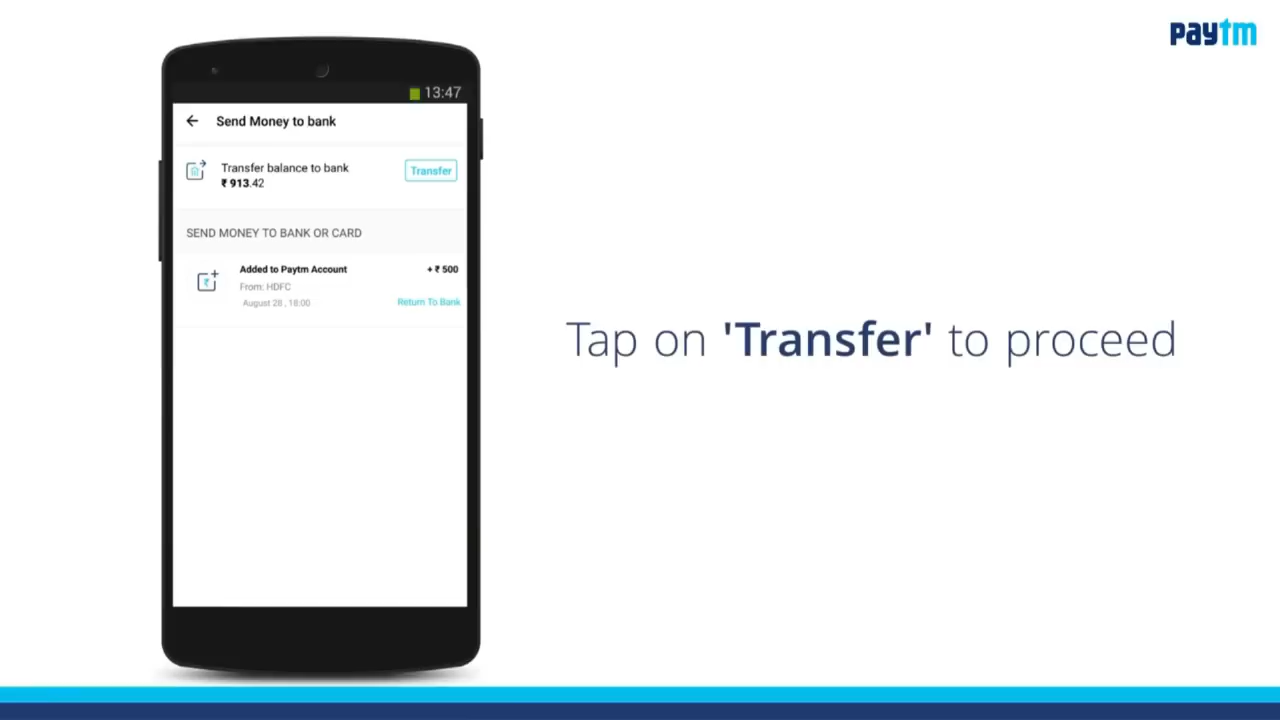 paytm
13:47
Send Money to bank
Transfer balance to bank
₹ 913.42
Transfer
SEND MONEY TO BANK OR CARD
Added to Paytm Account
+ ₹ 500
From: HDFC
August 28 , 18:00
Return To Bank
Tap on 'Transfer' to proceed